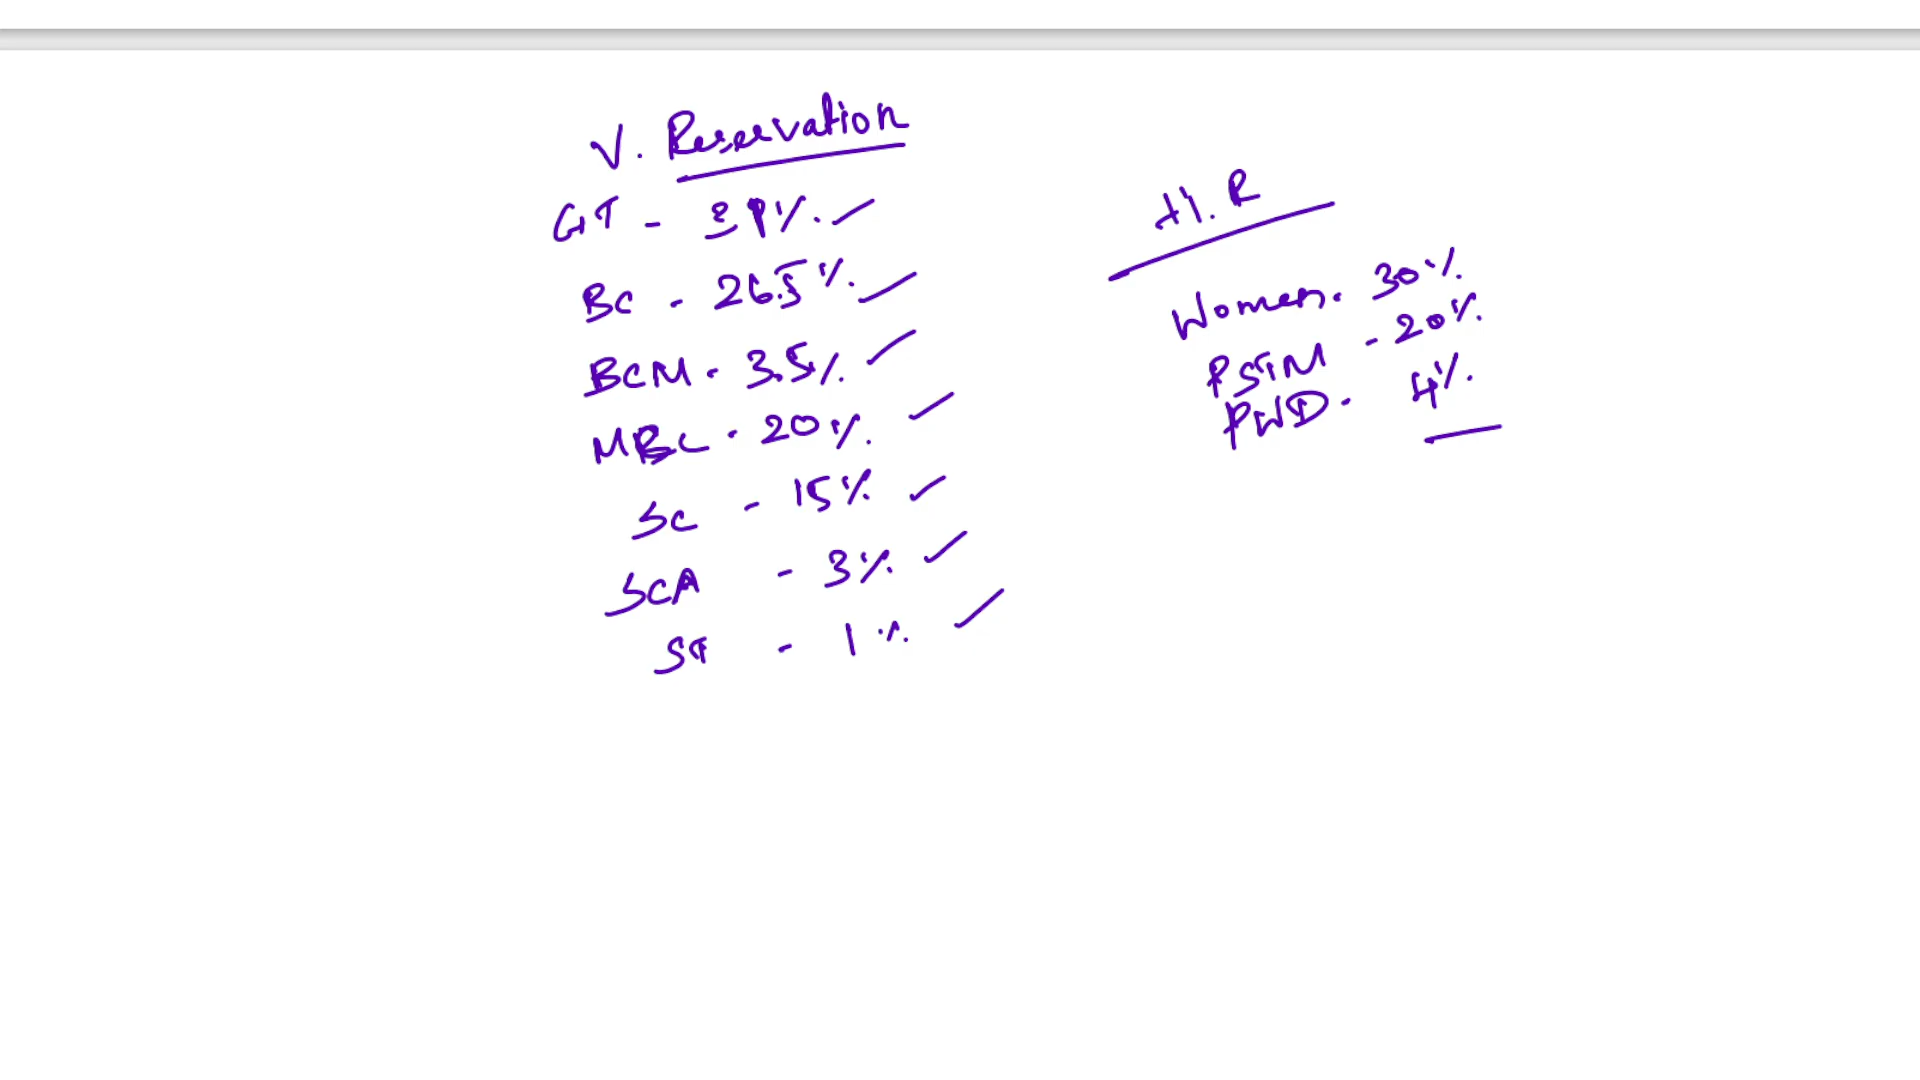 V. Reservation
GT - 31%.
BC - 26.5%.
BCM - 3.5%.
MBC - 20%.
SC - 15%.
SCA - 3%.
ST - 1%.
H. R
Women - 30%.
PSTM - 20%.
PWD - 4%.